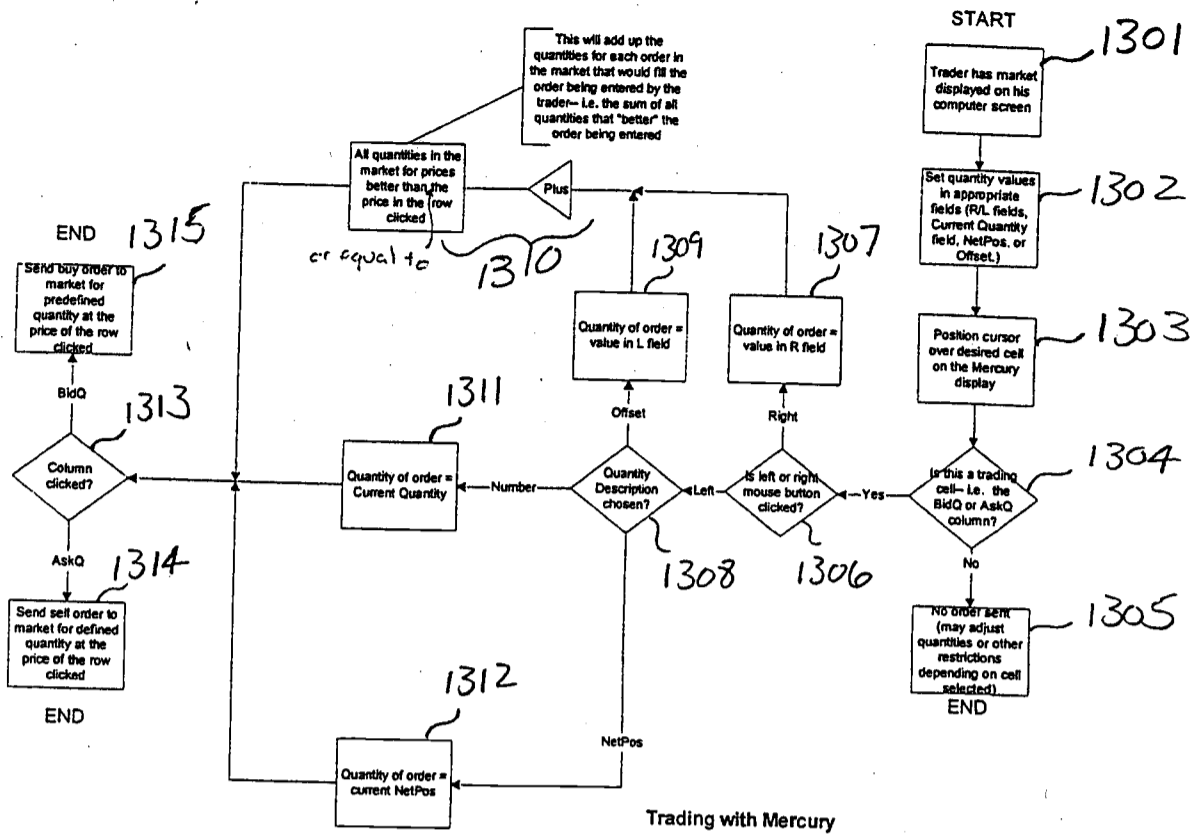 START
1301
Trader has market
displayed on his
computer screen
1302
Set quantity values
in appropriate
fields (R/L fields,
Current Quantity
field, NetPos, or
Offset.)
1303
Position cursor
over desired cell
on the Mercury
display
1304
Is this a trading
cell-- i.e. the
BidQ or AskQ
column?
Yes
No
1305
No order sent
(may adjust
quantities or other
restrictions
depending on cell
selected)
END
1306
Is left or right
mouse button
clicked?
Right
Left
1307
Quantity of order =
value in R field
1308
Quantity
Description
chosen?
Offset
Number
NetPos
1309
Quantity of order =
value in L field
Plus
1310
This will add up the
quantities for each order in
the market that would fill the
order being entered by the
trader-- i.e. the sum of all
quantities that "better" the
order being entered
All quantities in the
market for prices
better than the
price in the row
clicked
or equal to
1311
Quantity of order =
Current Quantity
1312
Quantity of order =
current NetPos
1313
Column
clicked?
BidQ
AskQ
END
1315
Send buy order to
market for
predefined
quantity at the
price of the row
clicked
1314
Send sell order to
market for defined
quantity at the
price of the row
clicked
END
Trading with Mercury